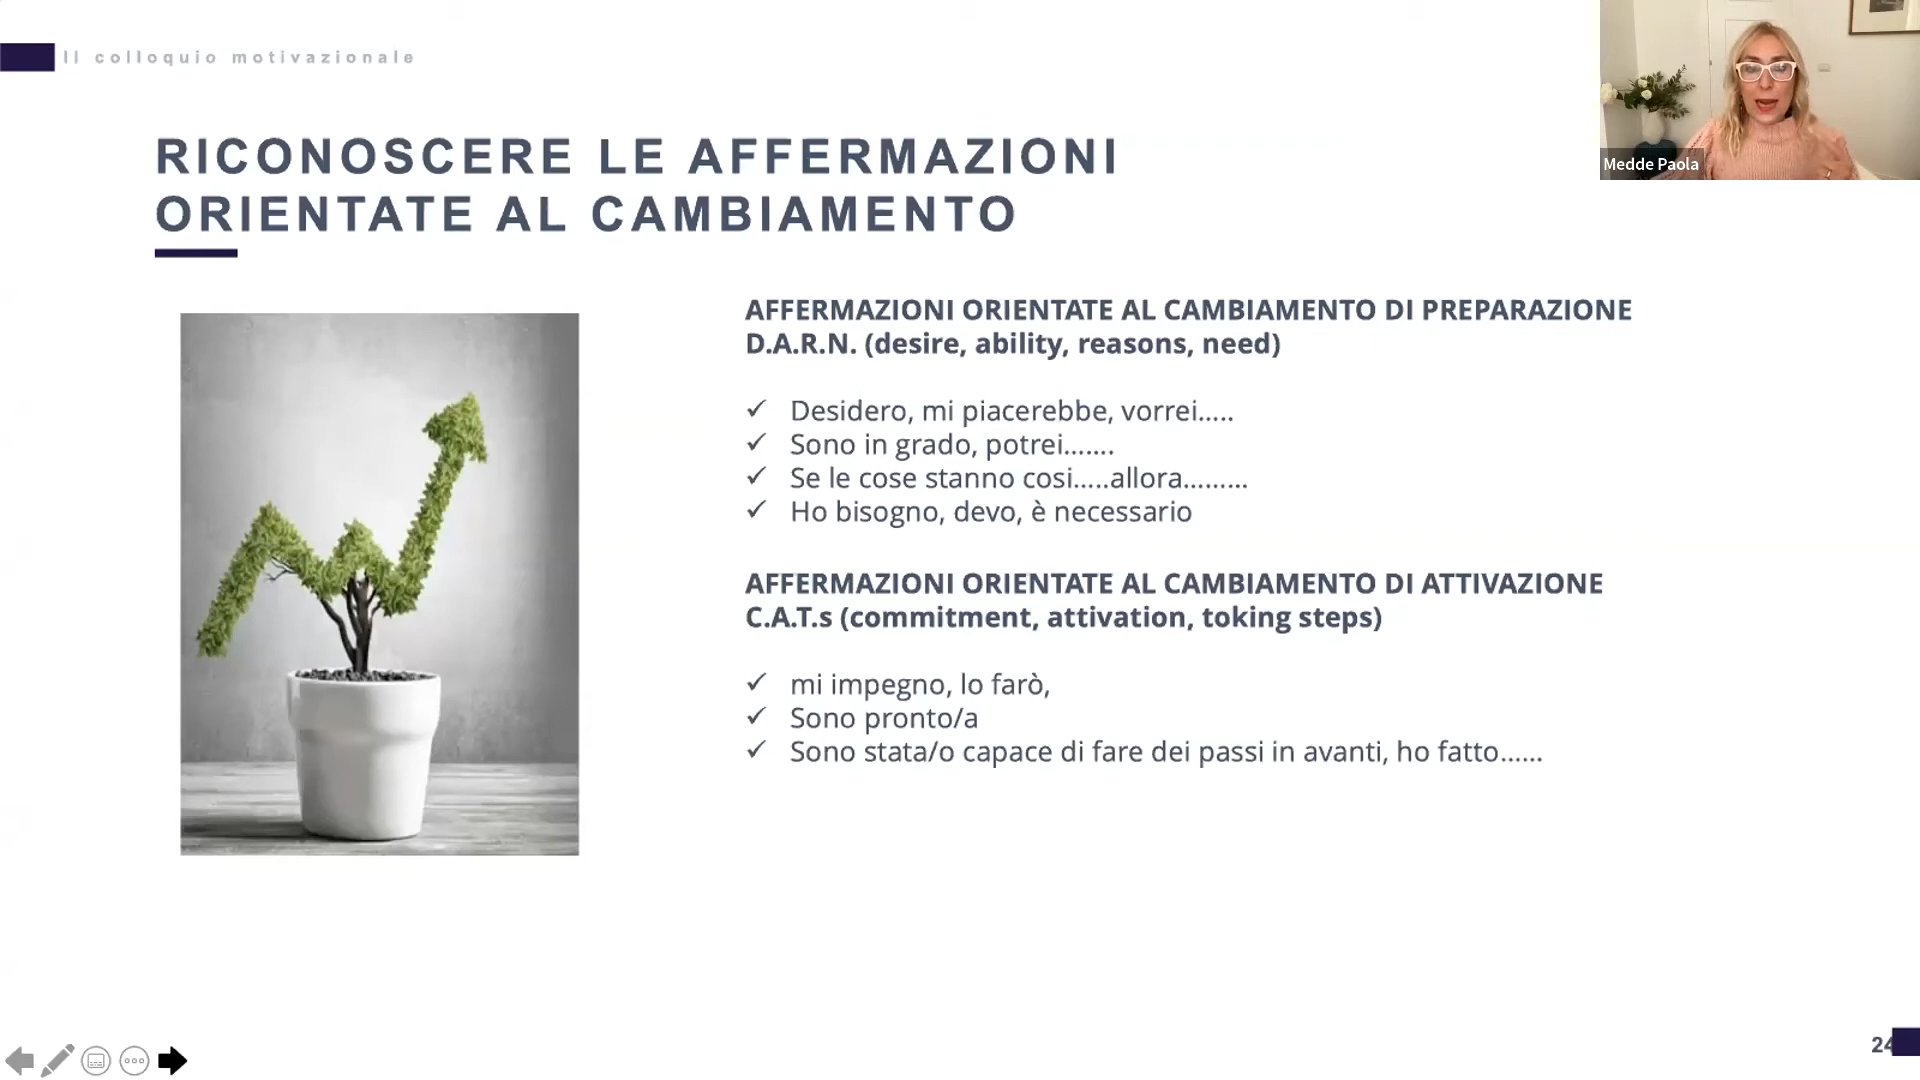 Il colloquio motivazionale
Medde Paola
RICONOSCERE LE AFFERMAZIONI
ORIENTATE AL CAMBIAMENTO
AFFERMAZIONI ORIENTATE AL CAMBIAMENTO DI PREPARAZIONE
D.A.R.N. (desire, ability, reasons, need)
✓ Desidero, mi piacerebbe, vorrei.....
✓ Sono in grado, potrei.......
✓ Se le cose stanno cosi.....allora.........
✓ Ho bisogno, devo, è necessario
AFFERMAZIONI ORIENTATE AL CAMBIAMENTO DI ATTIVAZIONE
C.A.T.s (commitment, attivation, toking steps)
✓ mi impegno, lo farò,
✓ Sono pronto/a
✓ Sono stata/o capace di fare dei passi in avanti, ho fatto......
24